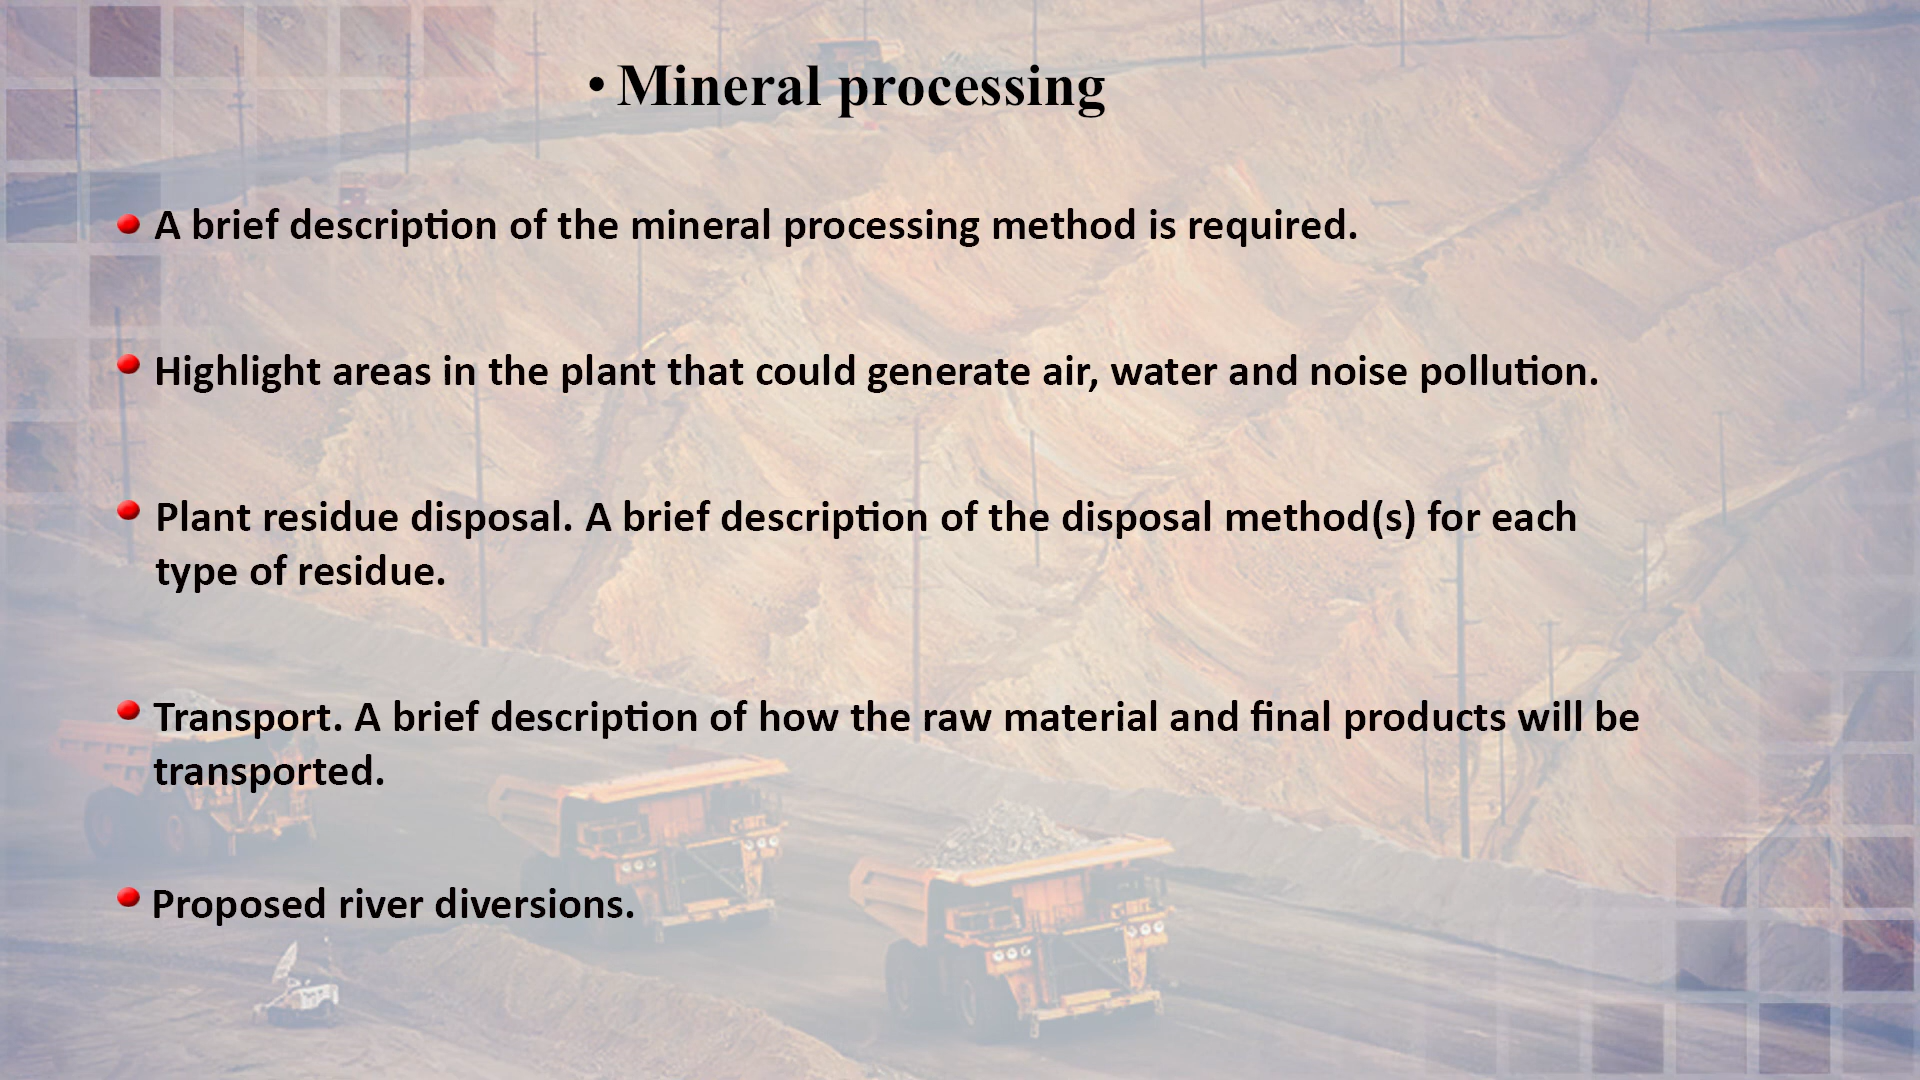 • Mineral processing
A brief description of the mineral processing method is required.
Highlight areas in the plant that could generate air, water and noise pollution.
Plant residue disposal. A brief description of the disposal method(s) for each
type of residue.
Transport. A brief description of how the raw material and final products will be
transported.
Proposed river diversions.